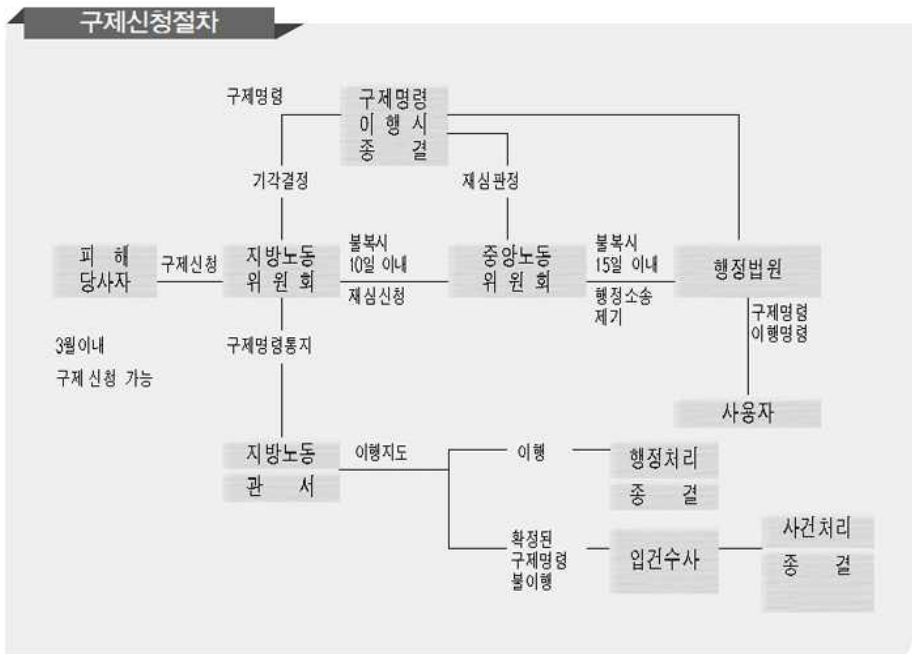 구제신청절차
구제명령
구제명령
이 행 시
종 결
기각결정
재심판정
피 해
당사자
구제신청
지방노동
위 원 회
불복시
10일 이내
재심신청
중앙노동
위 원 회
불복시
15일 이내
행정소송
제기
행정법원
3월이내
구제 신청 가능
구제명령통지
구제명령
이행명령
사용자
지방노동
관 서
이행지도
이행
행정처리
종 결
확정된
구제명령
불이행
입건수사
사건처리
종 결